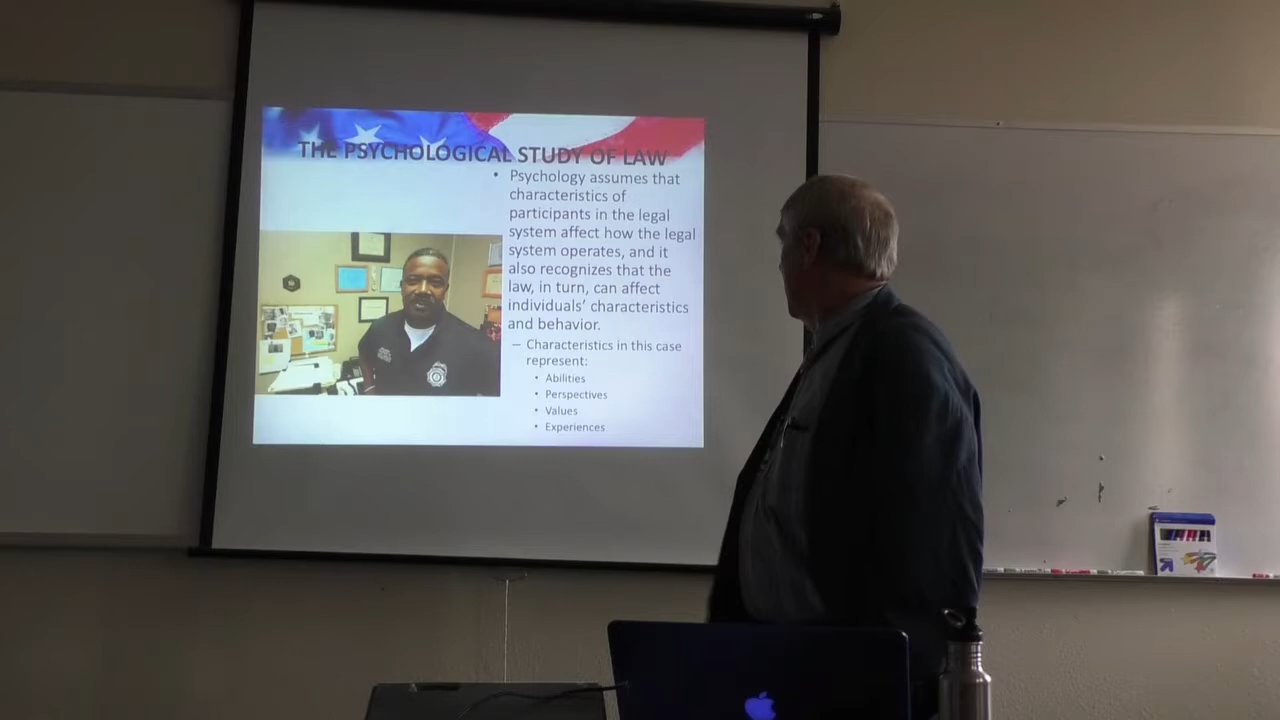 THE PSYCHOLOGICAL STUDY OF LAW
• Psychology assumes that
characteristics of
participants in the legal
system affect how the legal
system operates, and it
also recognizes that the
law, in turn, can affect
individuals’ characteristics
and behavior.
– Characteristics in this case
represent:
• Abilities
• Perspectives
• Values
• Experiences